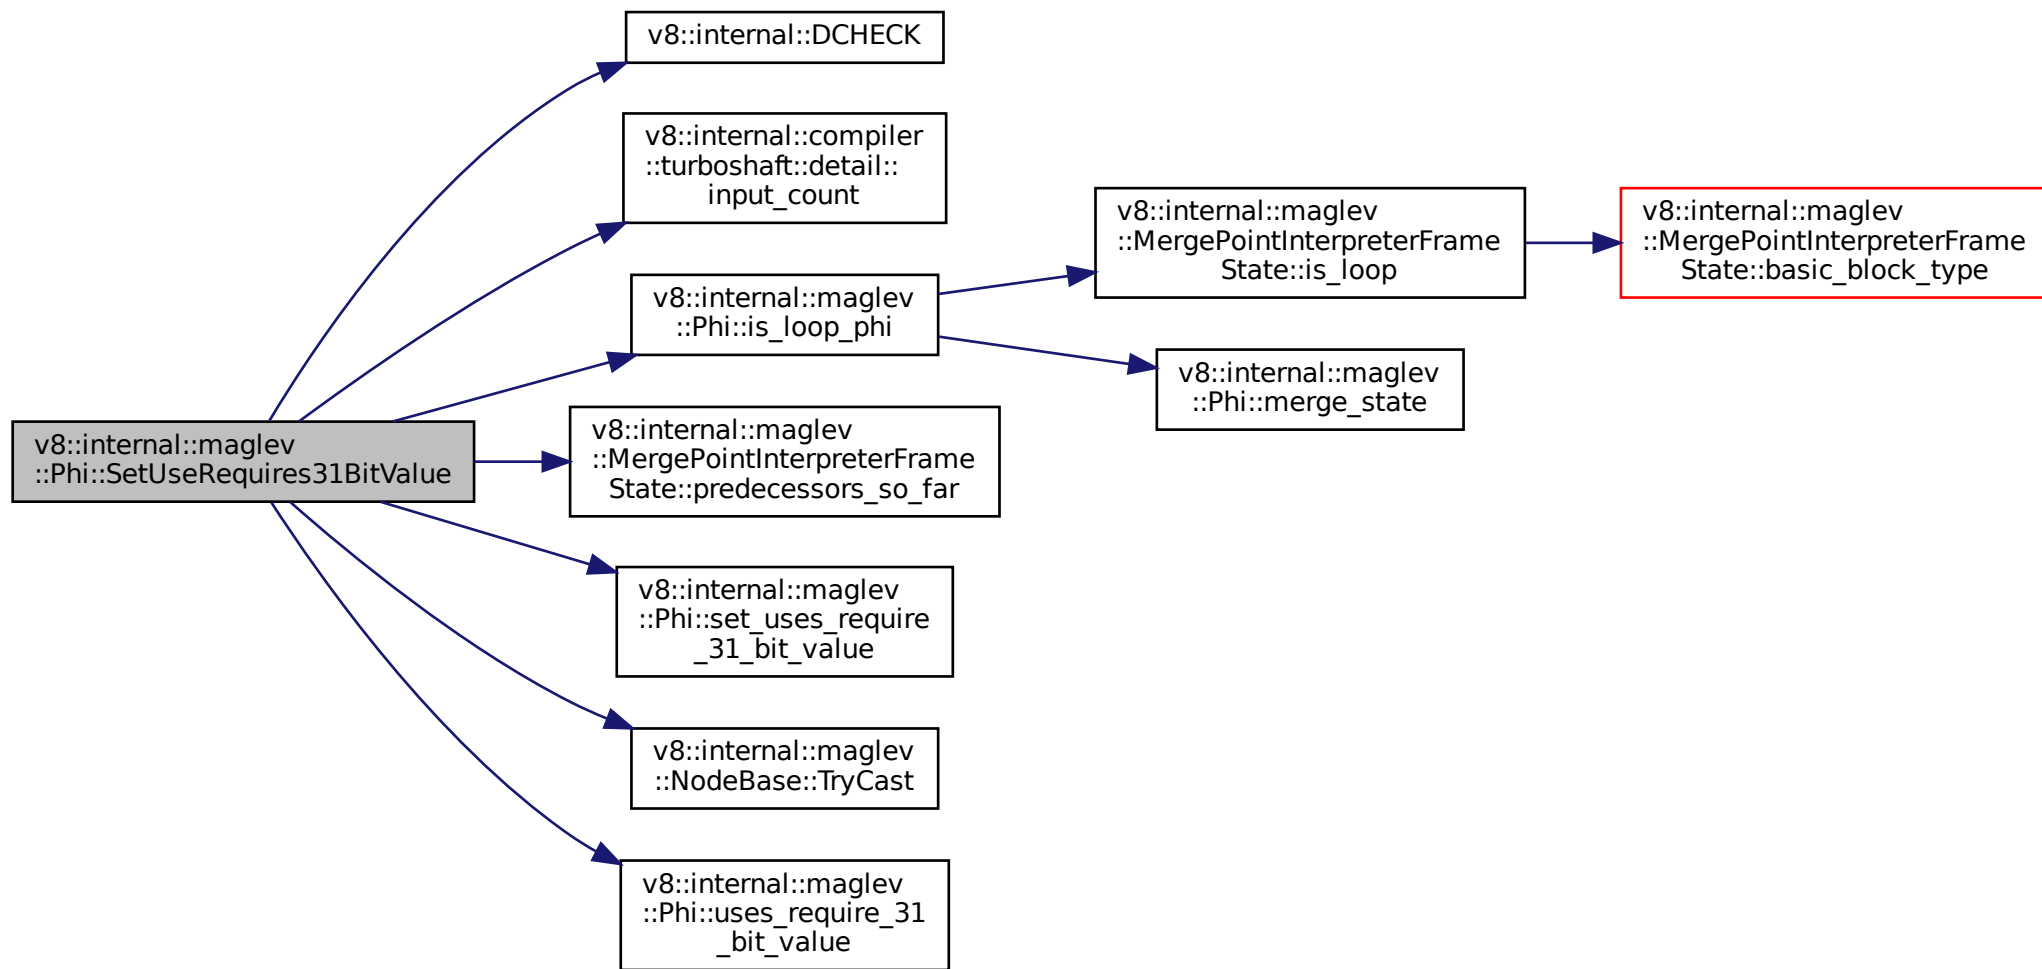 v8::internal::DCHECK
v8::internal::compiler
::turboshaft::detail::
input_count
v8::internal::maglev
::Phi::is_loop_phi
v8::internal::maglev
::MergePointInterpreterFrame
State::is_loop
v8::internal::maglev
::MergePointInterpreterFrame
State::basic_block_type
v8::internal::maglev
::Phi::merge_state
v8::internal::maglev
::Phi::SetUseRequires31BitValue
v8::internal::maglev
::MergePointInterpreterFrame
State::predecessors_so_far
v8::internal::maglev
::Phi::set_uses_require
_31_bit_value
v8::internal::maglev
::NodeBase::TryCast
v8::internal::maglev
::Phi::uses_require_31
_bit_value